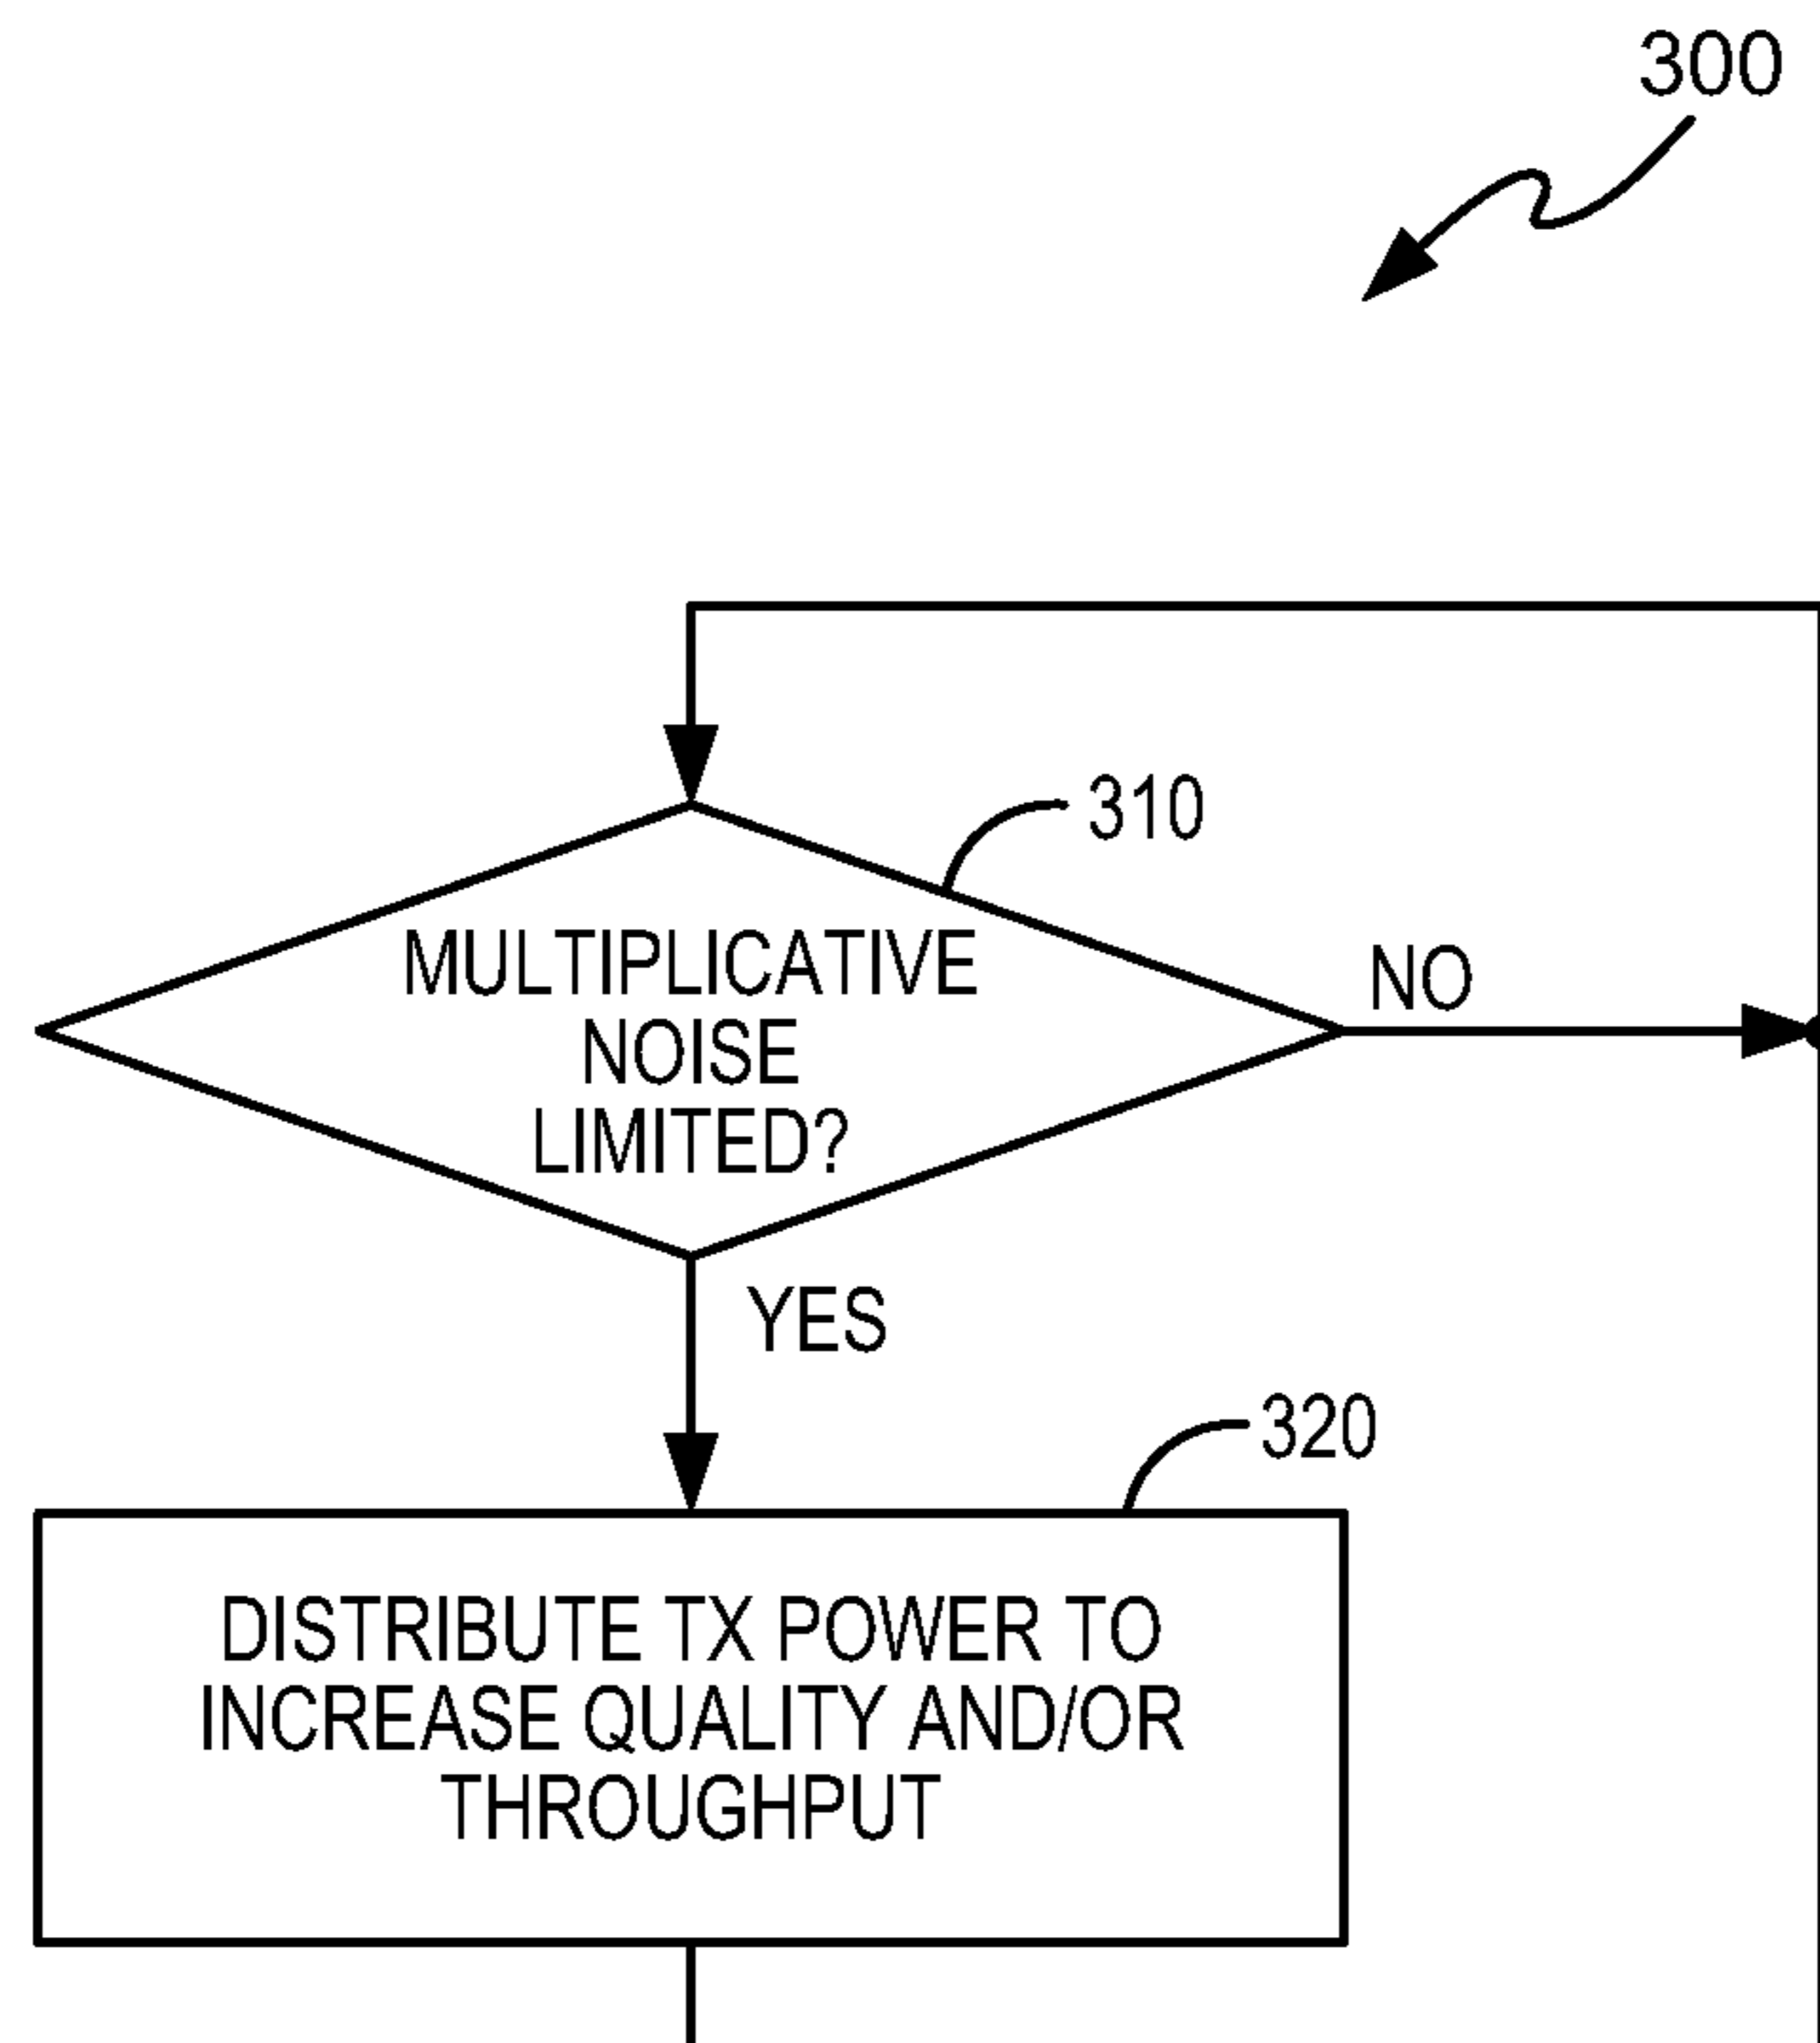 300
310
MULTIPLICATIVE
NOISE
LIMITED?
NO
YES
320
DISTRIBUTE TX POWER TO
INCREASE QUALITY AND/OR
THROUGHPUT